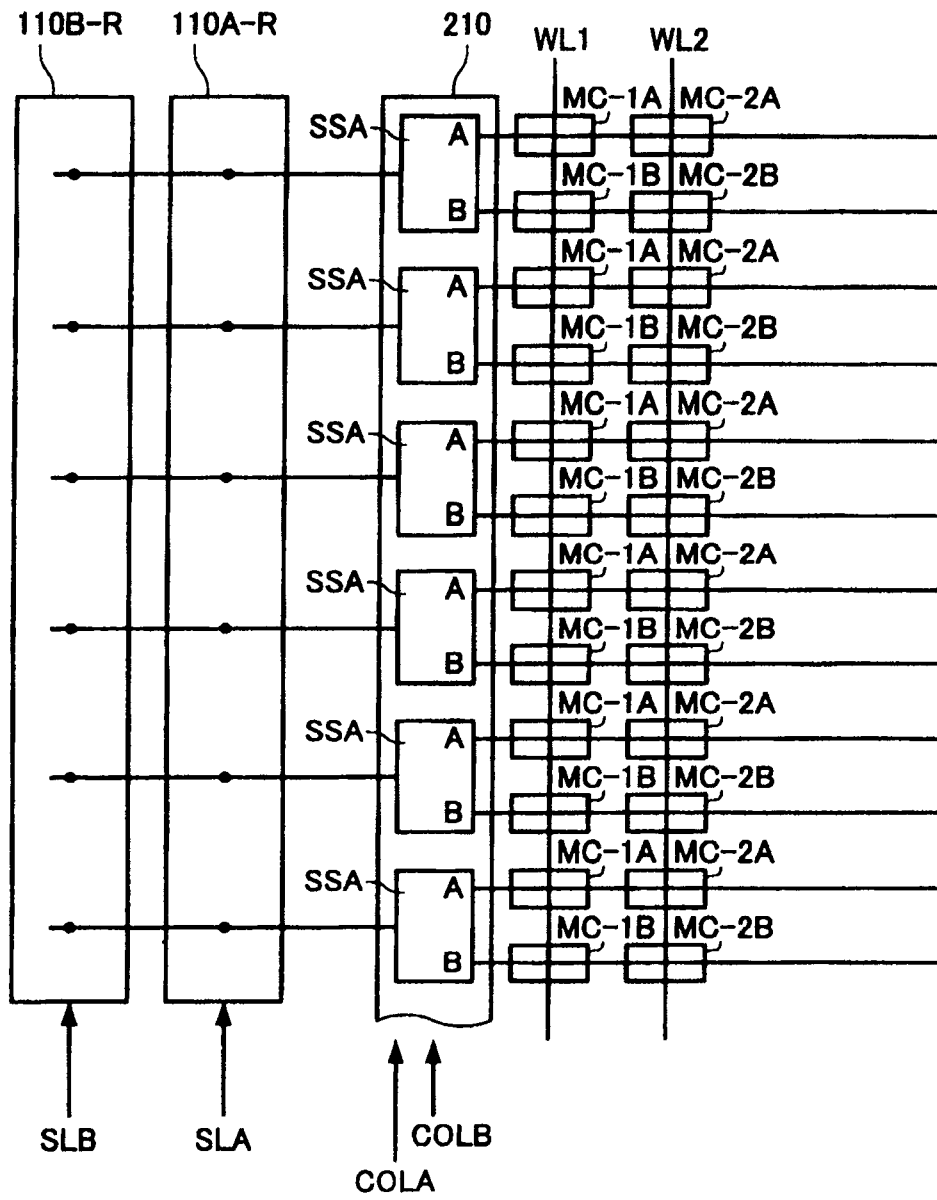 110B-R 110A-R 210 WL1 WL2
MC-1A MC-2A
SSA A
MC-1B MC-2B
B
MC-1A MC-2A
SSA A
MC-1B MC-2B
B
MC-1A MC-2A
SSA A
MC-1B MC-2B
B
MC-1A MC-2A
SSA A
MC-1B MC-2B
B
MC-1A MC-2A
SSA A
MC-1B MC-2B
B
MC-1A MC-2A
SSA A
MC-1B MC-2B
B
SLB SLA COLB
COLA